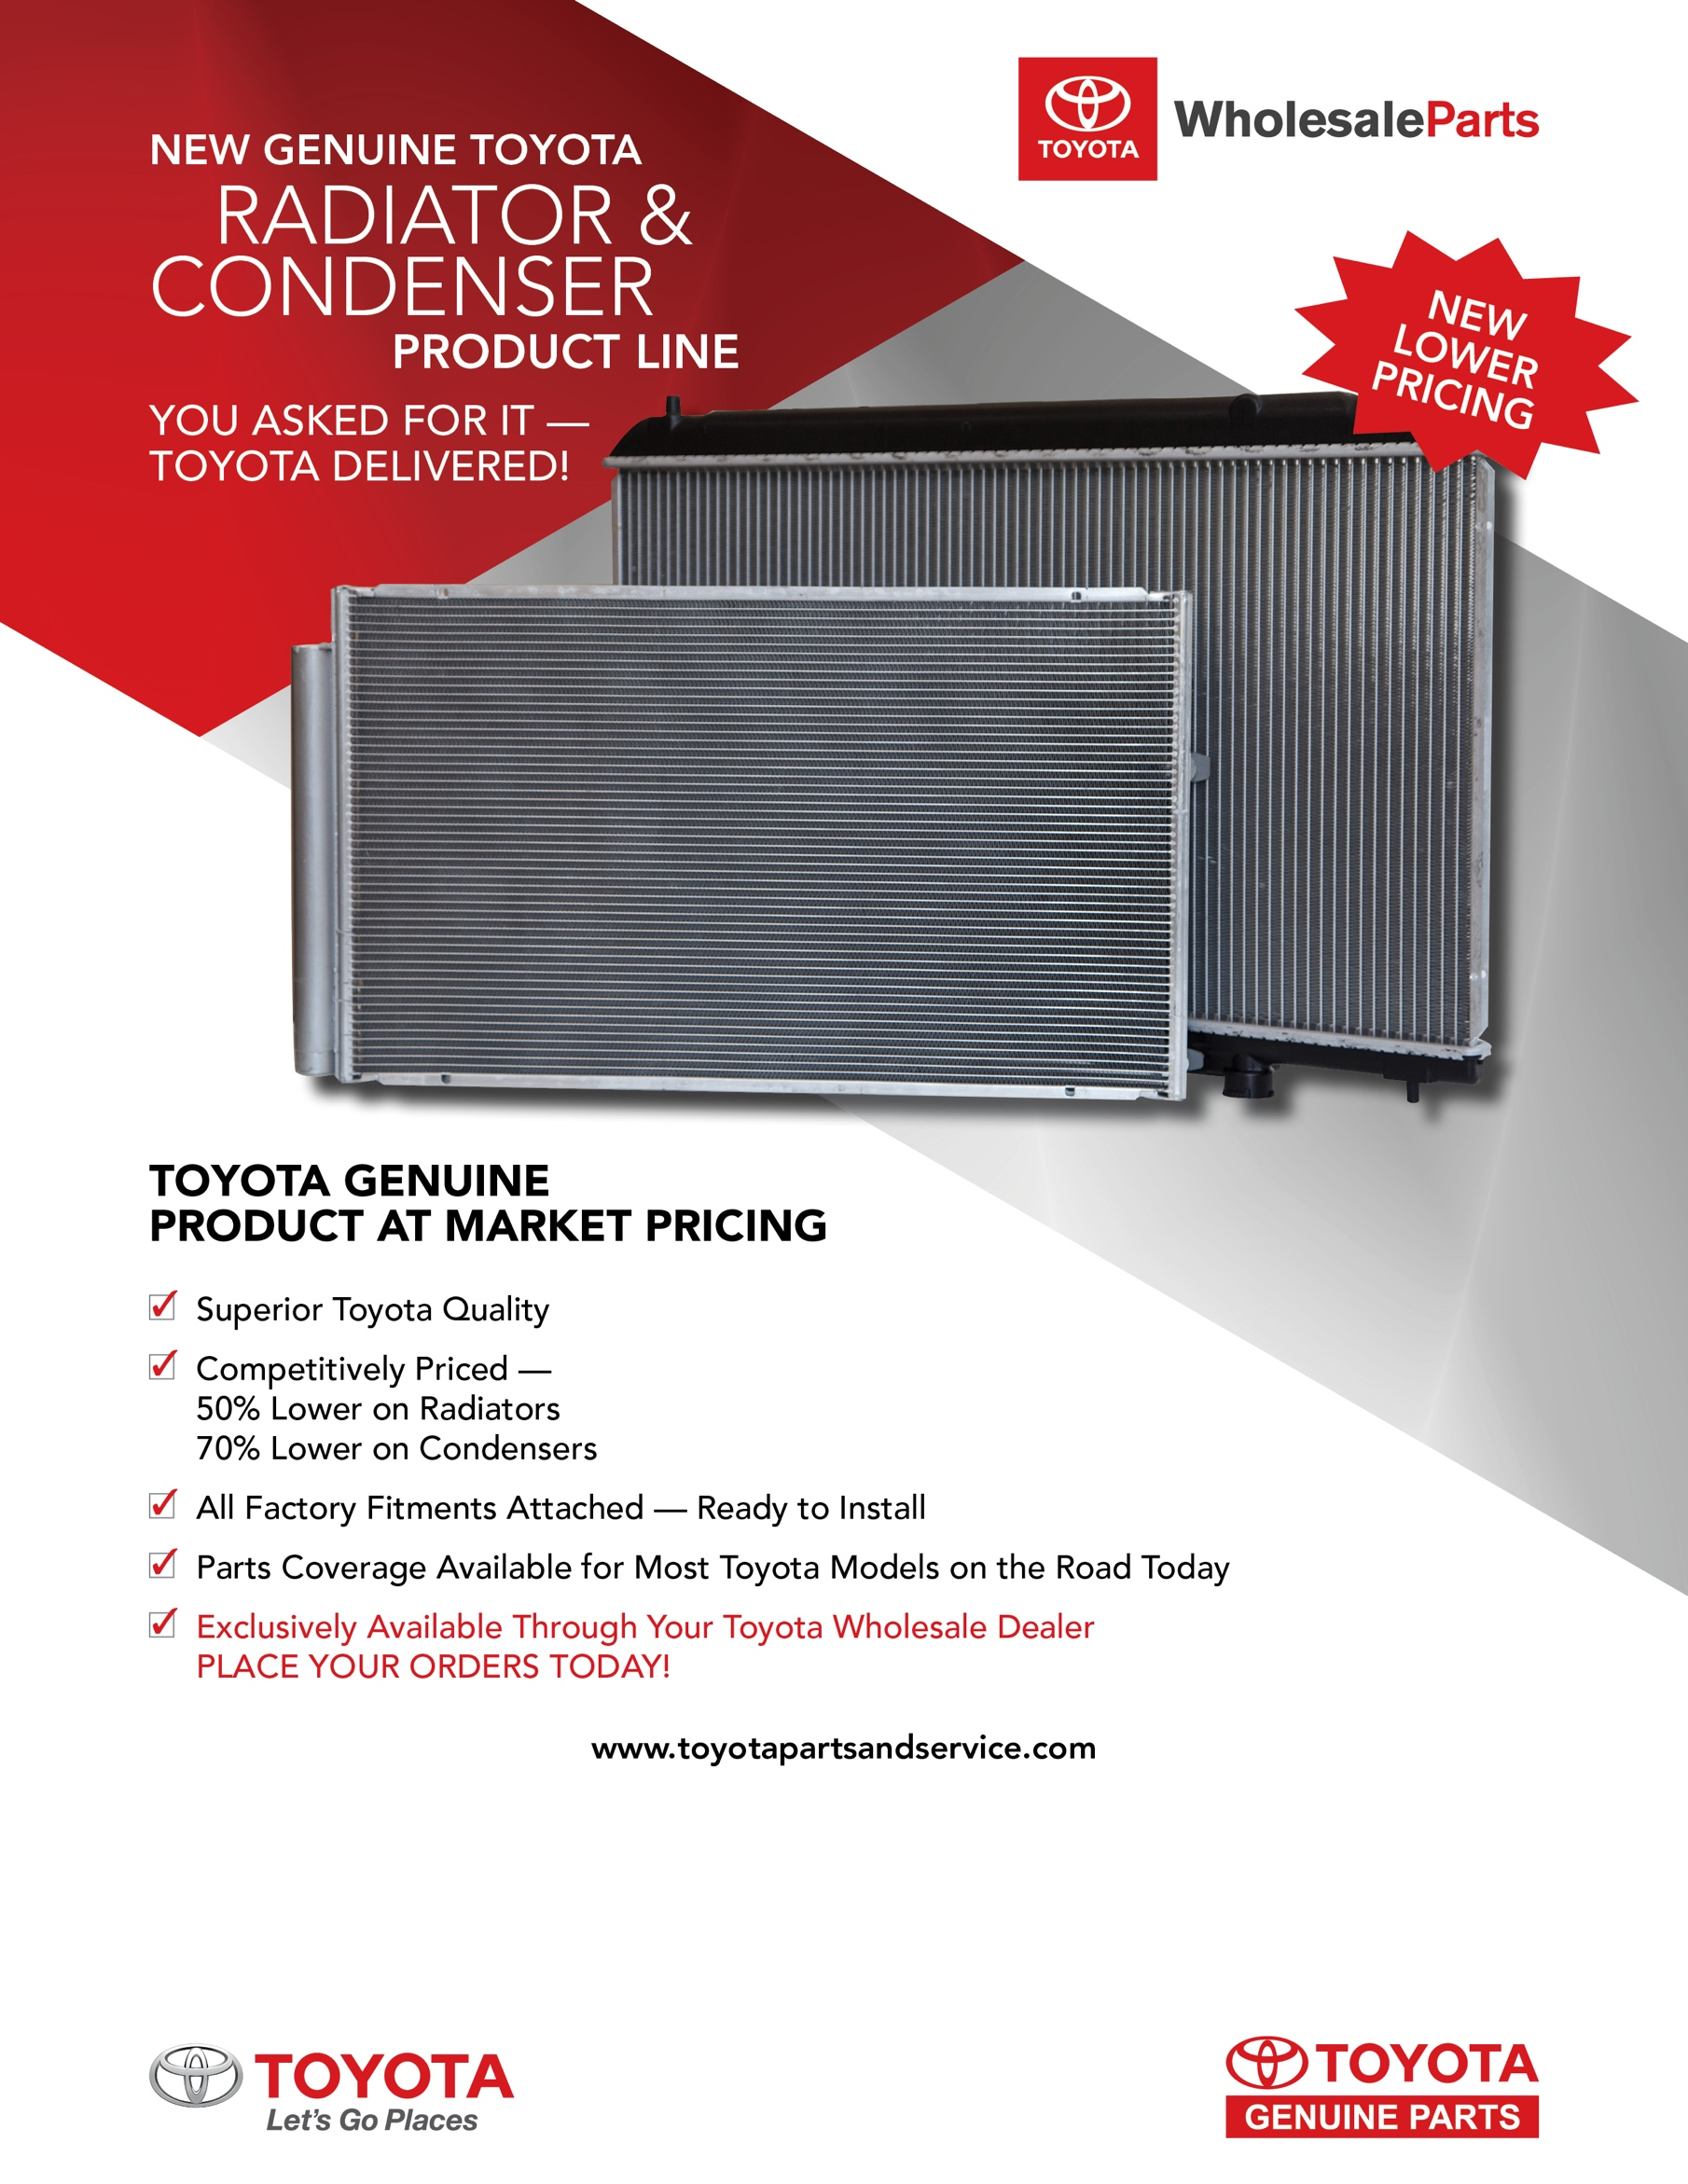 TOYOTA
WholesaleParts
NEW GENUINE TOYOTA
RADIATOR &
CONDENSER
PRODUCT LINE
YOU ASKED FOR IT —
TOYOTA DELIVERED!
NEW
LOWER
PRICING
TOYOTA GENUINE
PRODUCT AT MARKET PRICING
Superior Toyota Quality
Competitively Priced —
50% Lower on Radiators
70% Lower on Condensers
All Factory Fitments Attached — Ready to Install
Parts Coverage Available for Most Toyota Models on the Road Today
Exclusively Available Through Your Toyota Wholesale Dealer
PLACE YOUR ORDERS TODAY!
www.toyotapartsandservice.com
TOYOTA
Let's Go Places
TOYOTA
GENUINE PARTS